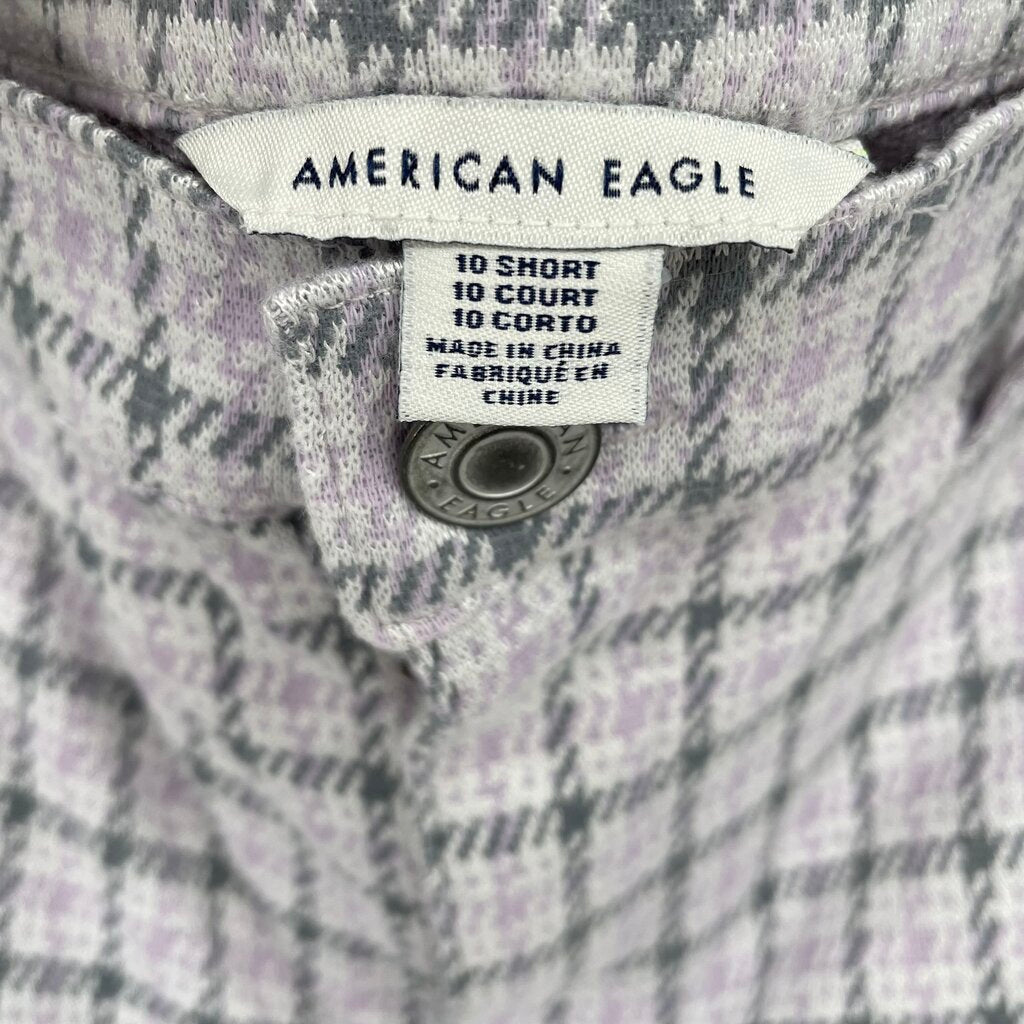 AMERICAN EAGLE
10 SHORT
10 COURT
10 CORTO
MADE IN CHINA
FABRIQUÉ EN
CHINE
AMERICAN
EAGLE